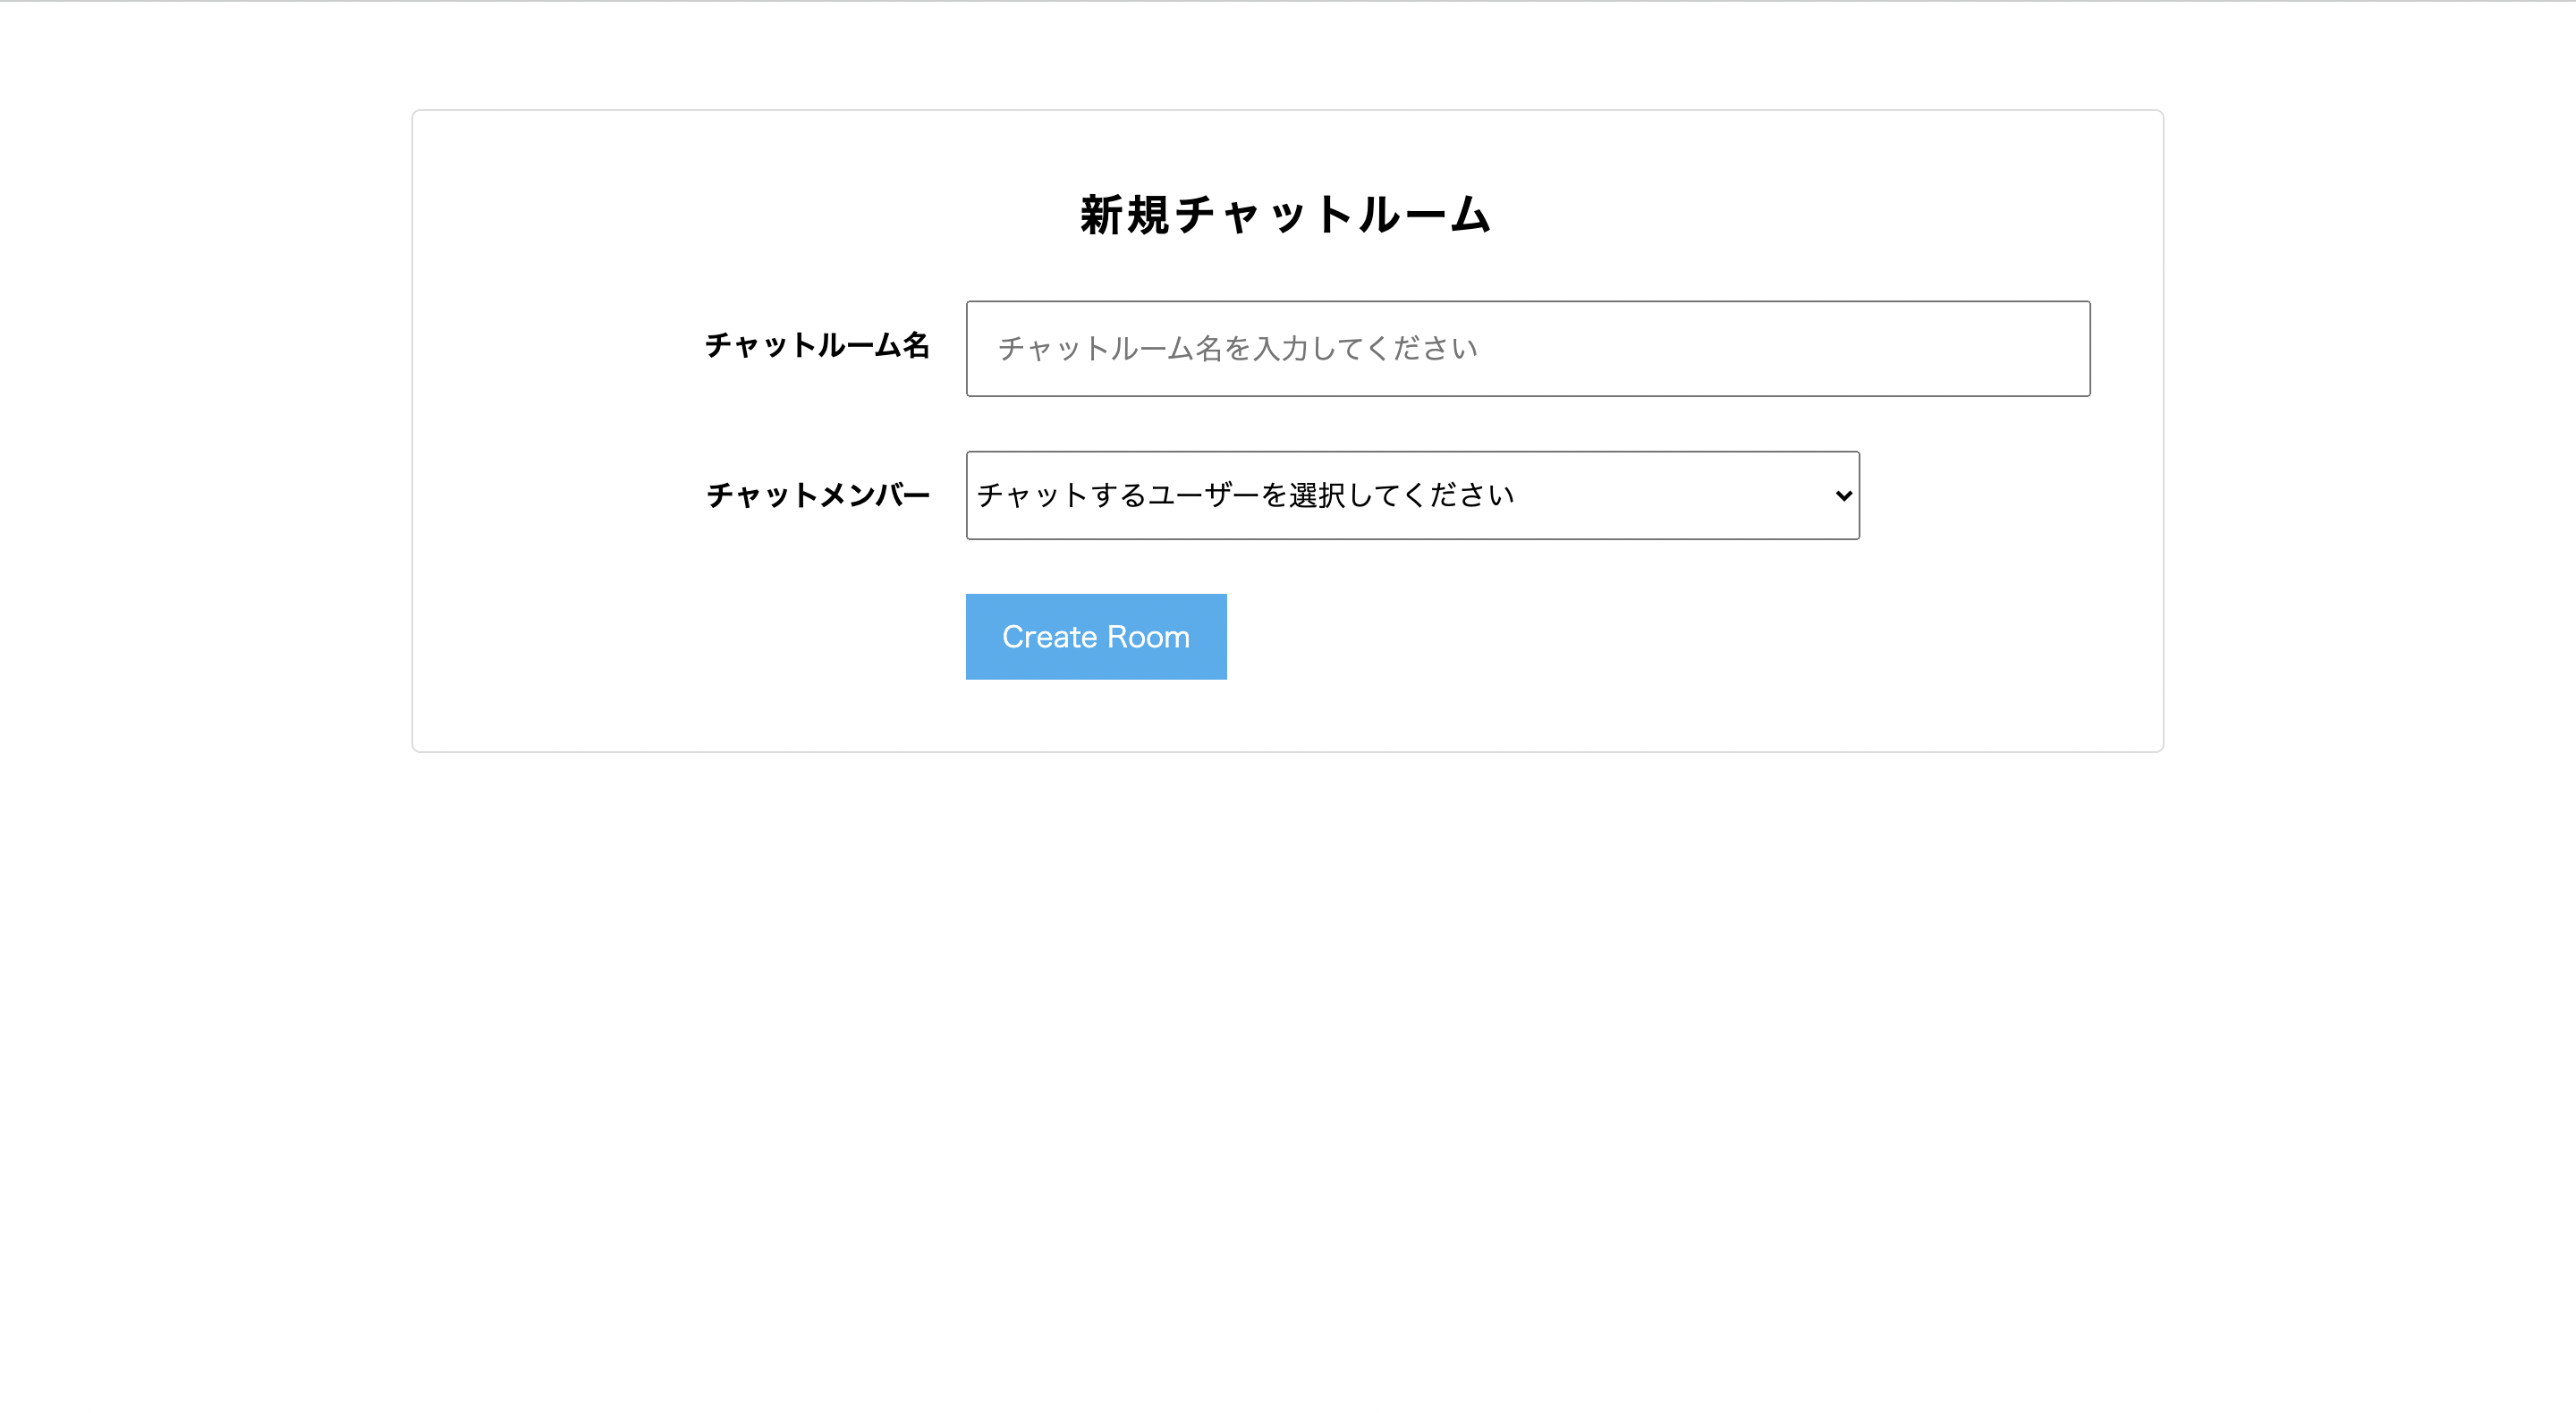 新規チャットルーム
チャットルーム名
チャットルーム名を入力してください
チャットメンバー
チャットするユーザーを選択してください
Create Room